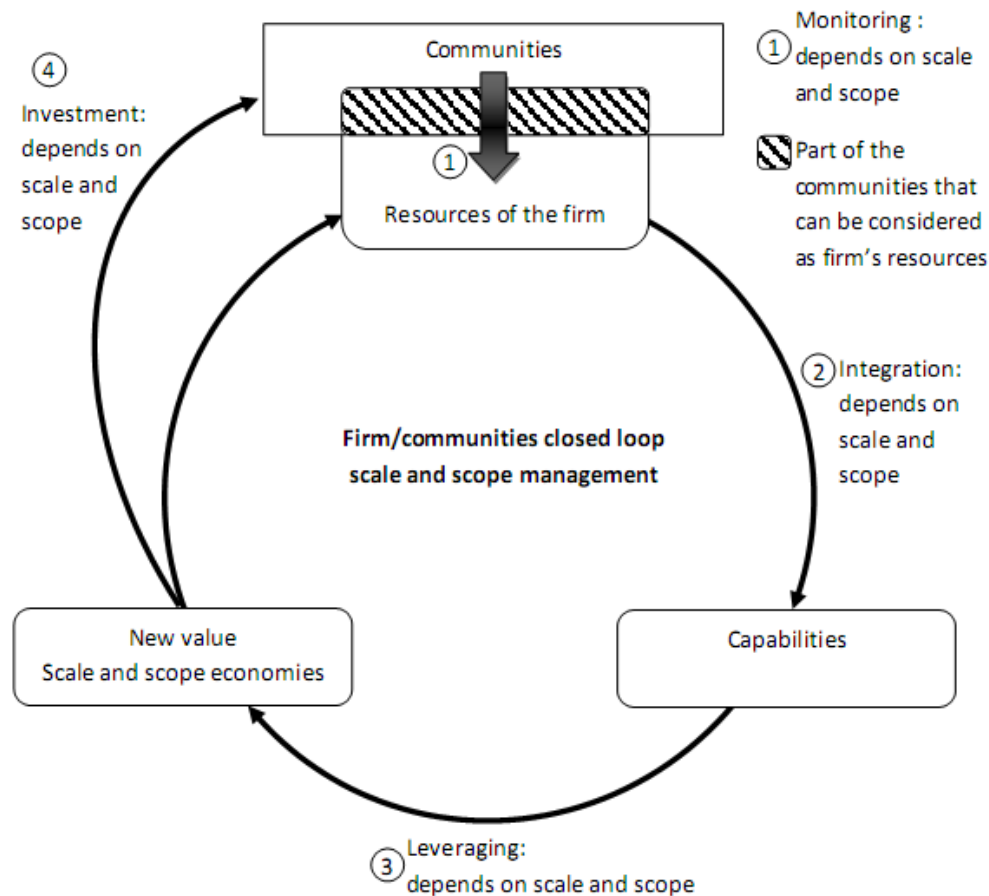 Communities
1
Resources of the firm
1
Monitoring :
depends on scale
and scope
Part of the
communities that
can be considered
as firm's resources
2
Integration:
depends on
scale and
scope
Capabilities
3
Leveraging:
depends on scale and scope
New value
Scale and scope economies
4
Investment:
depends on
scale and
scope
Firm/communities closed loop
scale and scope management